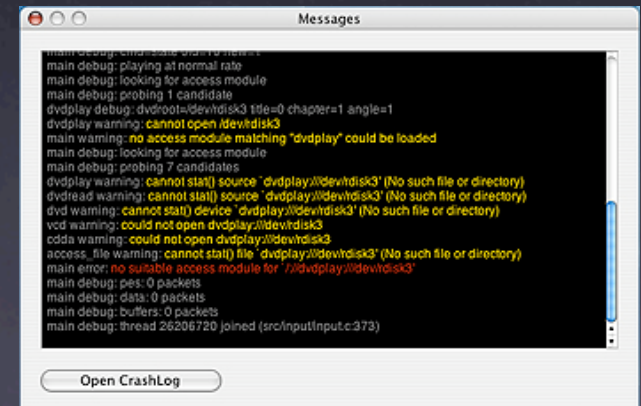 Messages
main debug: playing at normal rate
main debug: looking for access module
main debug: probing 1 candidate
dvdplay debug: dvdroot=/dev/rdisk3 title=0 chapter=1 angle=1
dvdplay warning: cannot open /dev/rdisk3
main warning: no access module matching "dvdplay" could be loaded
main debug: looking for access module
main debug: probing 7 candidates
dvdplay warning: cannot stat() source `dvdplay:///dev/rdisk3' (No such file or directory)
dvdread warning: cannot stat() source `dvdplay:///dev/rdisk3' (No such file or directory)
dvd warning: cannot stat() device `dvdplay:///dev/rdisk3' (No such file or directory)
vcd warning: could not open dvdplay:///dev/rdisk3
cdda warning: could not open dvdplay:///dev/rdisk3
access_file warning: cannot stat() file `dvdplay:///dev/rdisk3' (No such file or directory)
main error: no suitable access module for `/://dvdplay:///dev/rdisk3'
main debug: pes: 0 packets
main debug: data: 0 packets
main debug: buffers: 0 packets
main debug: thread 26206720 joined (src/input/input.c:373)
Open CrashLog